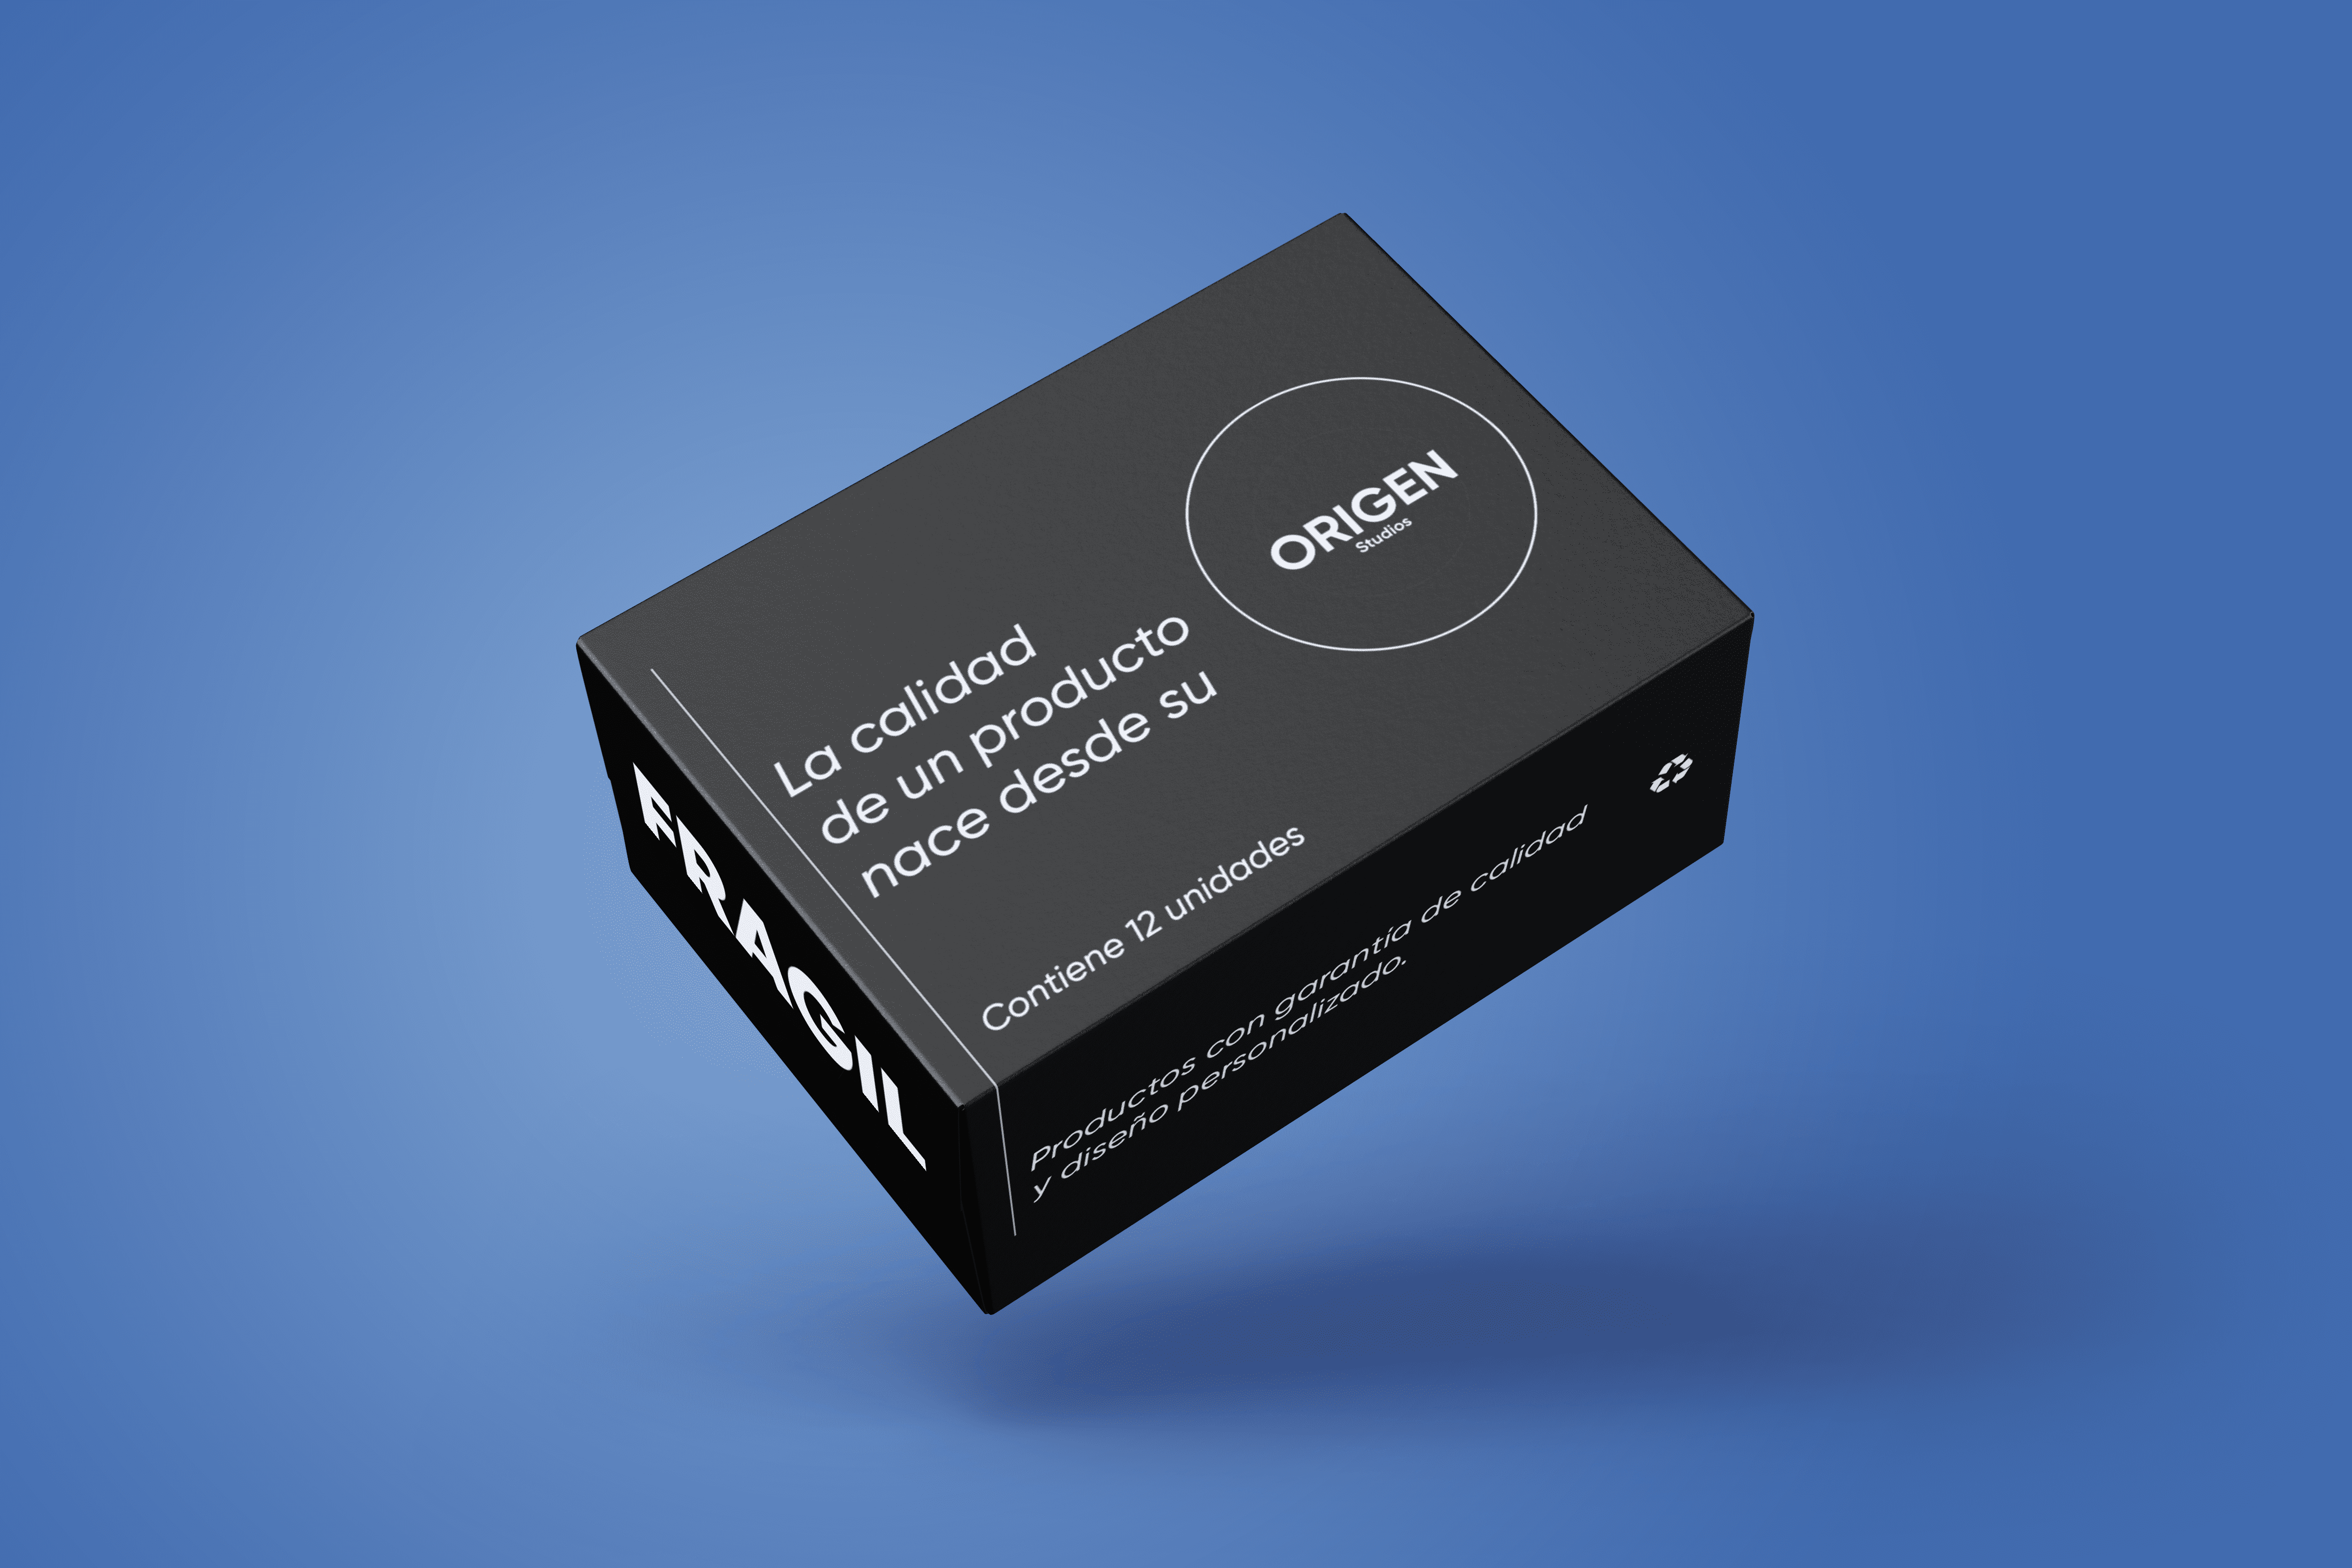 ORIGEN
Studios
La calidad
de un producto
nace desde su
Contiene 12 unidades
FRAGIL
Productos con garantía de calidad
y diseño personalizado.